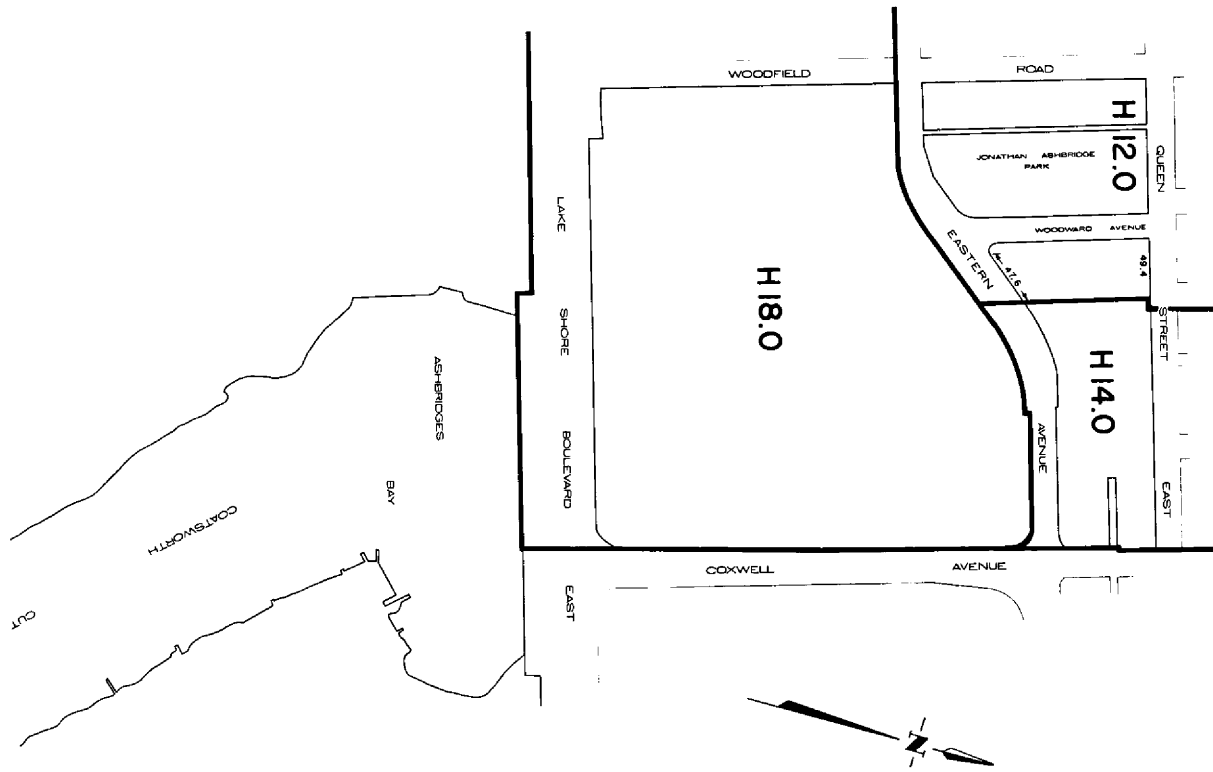 WOODFIELD
ROAD
H 12.0
JONATHAN ASHBRIDGE
PARK
QUEEN
WOODWARD AVENUE
LAKE
EASTERN
47.6
49.4
H 18.0
SHORE
STREET
ASHBRIDGES
H 14.0
BOULEVARD
AVENUE
BAY
EAST
COATSWORTH
COXWELL
AVENUE
EAST
CUT
N